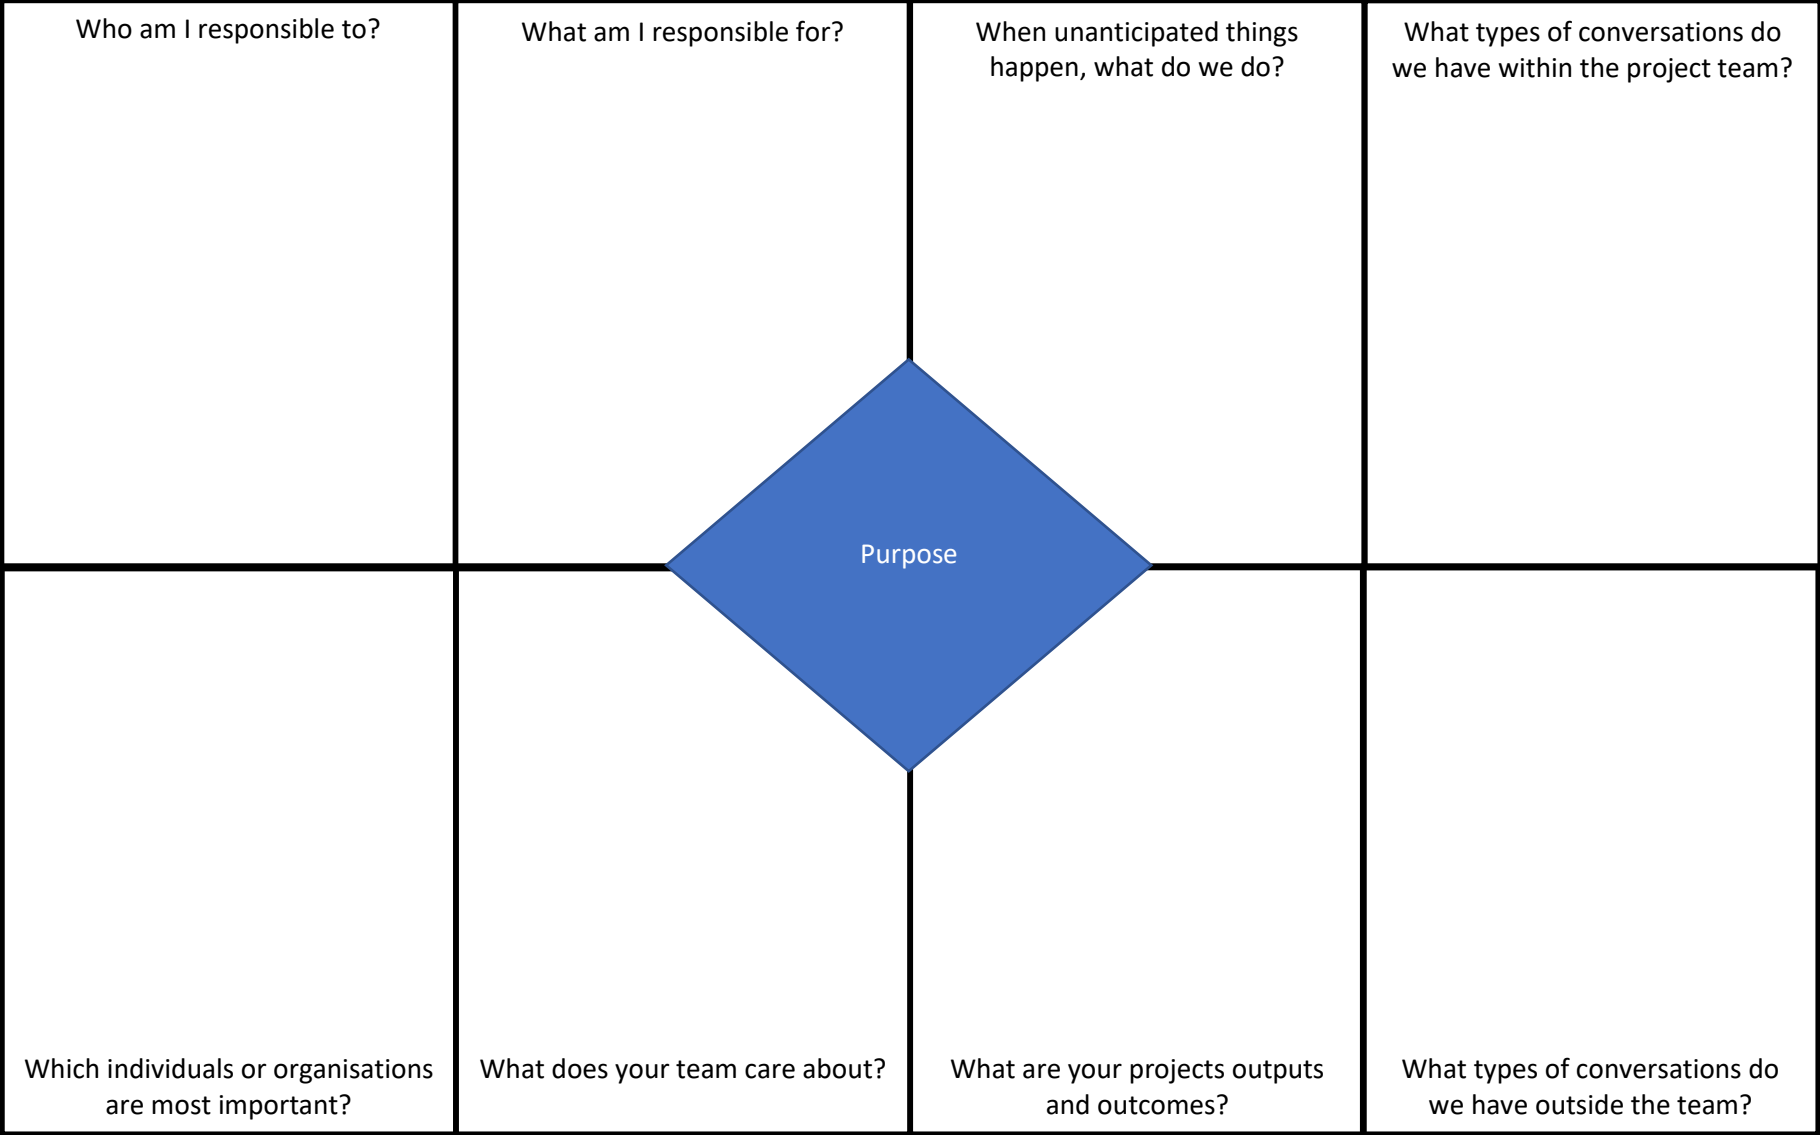 Who am I responsible to?
What am I responsible for?
When unanticipated things
happen, what do we do?
What types of conversations do
we have within the project team?
Purpose
Which individuals or organisations
are most important?
What does your team care about?
What are your projects outputs
and outcomes?
What types of conversations do
we have outside the team?